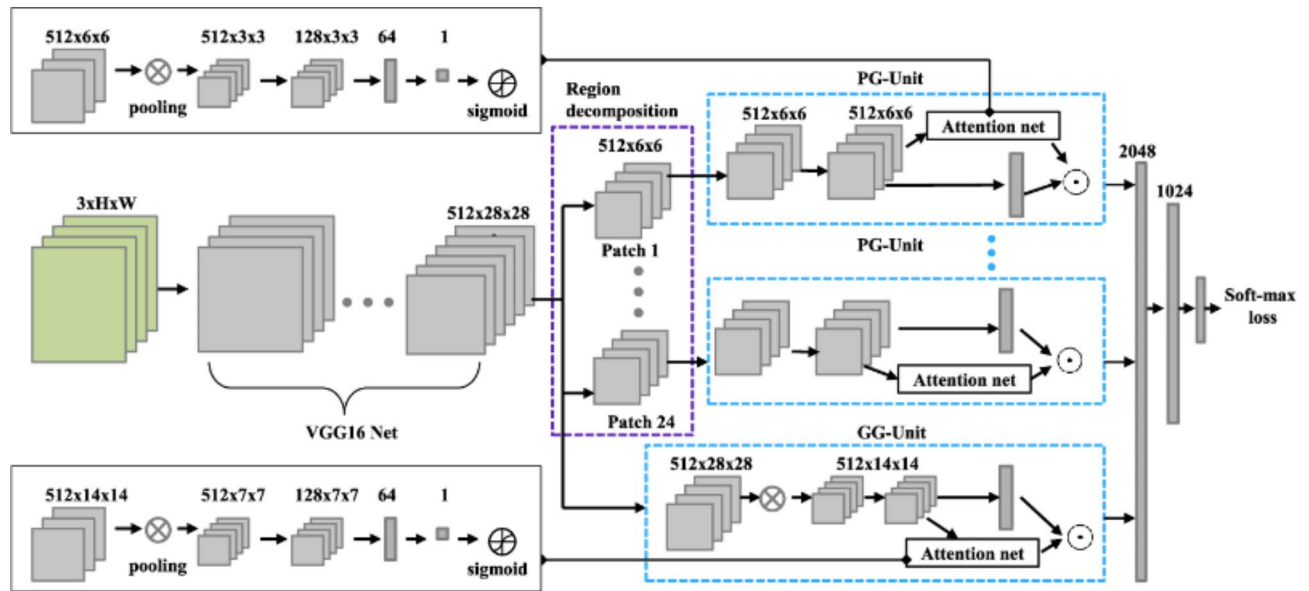 512x6x6
512x3x3
128x3x3
64
1
pooling
sigmoid
Region
decomposition
512x6x6
Patch 1
Patch 24
PG-Unit
512x6x6
512x6x6
Attention net
PG-Unit
Attention net
3xHxW
512x28x28
VGG16 Net
GG-Unit
512x28x28
512x14x14
Attention net
2048
1024
Soft-max
loss
512x14x14
512x7x7
128x7x7
64
1
pooling
sigmoid